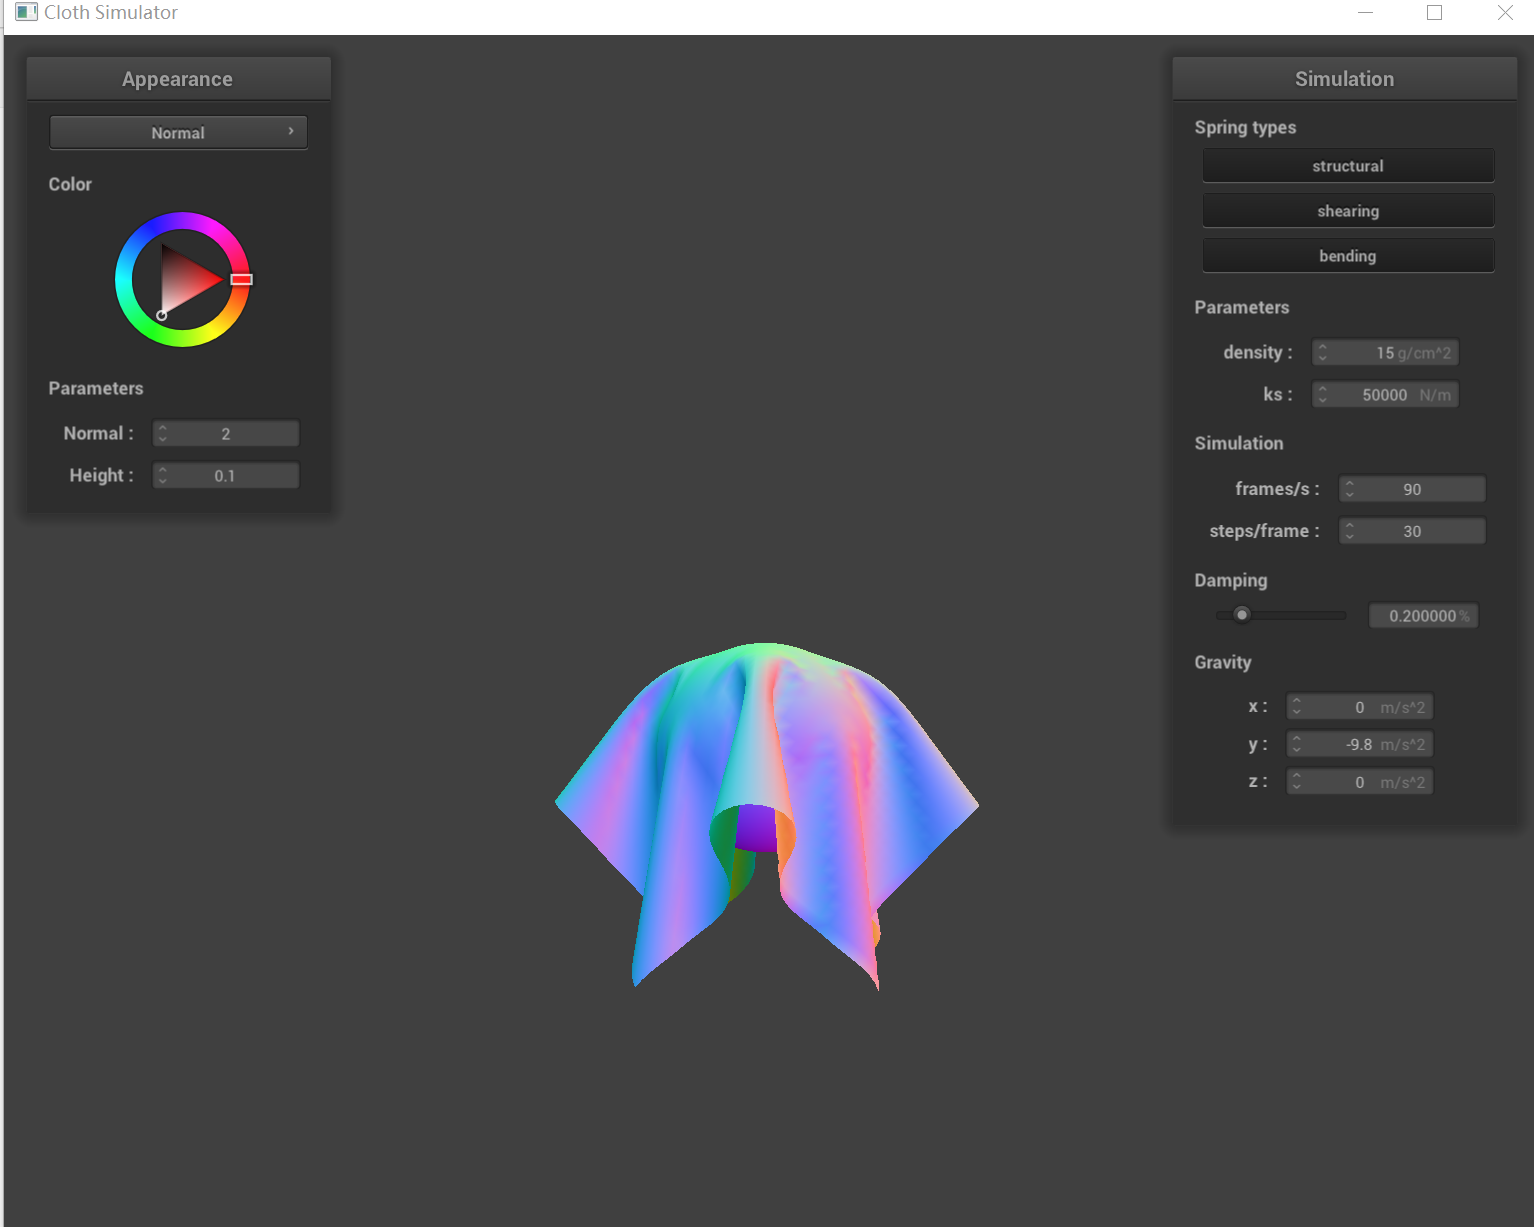 Cloth Simulator
Appearance
Normal
Color
Parameters
Normal :
2
Height :
0.1
Simulation
Spring types
structural
shearing
bending
Parameters
density :
15 g/cm^2
ks :
50000 N/m
Simulation
frames/s :
90
steps/frame :
30
Damping
0.200000 %
Gravity
x :
0 m/s^2
y :
-9.8 m/s^2
z :
0 m/s^2